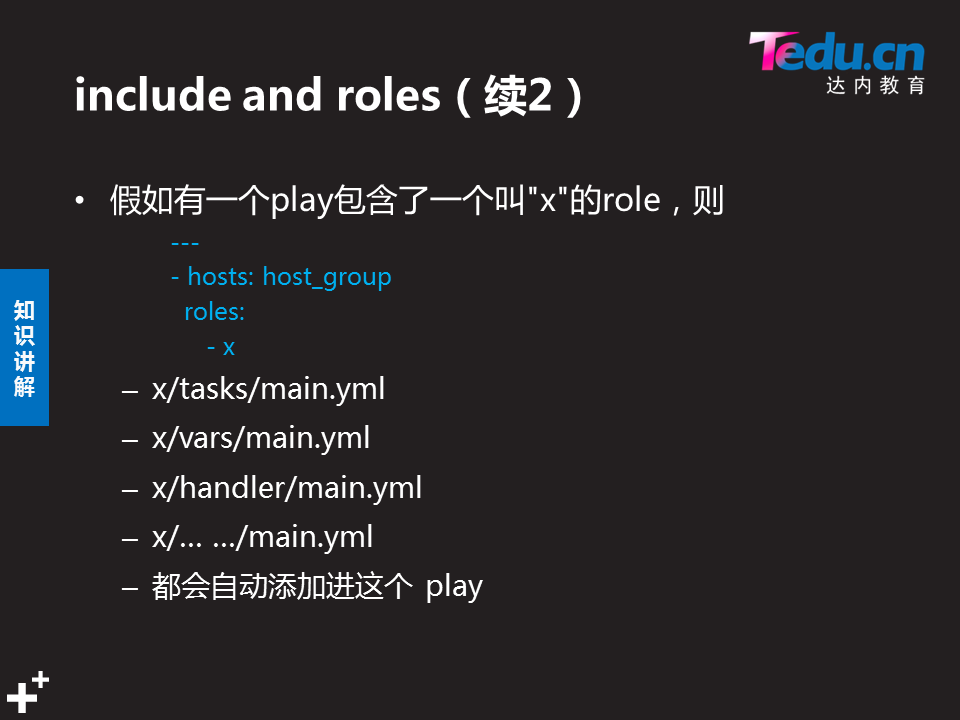 Tedu.cn
达内教育
include and roles（续2）
• 假如有一个play包含了一个叫"x"的role，则
---
- hosts: host_group
roles:
- x
– x/tasks/main.yml
– x/vars/main.yml
– x/handler/main.yml
– x/... .../main.yml
– 都会自动添加进这个 play
知
识
讲
解